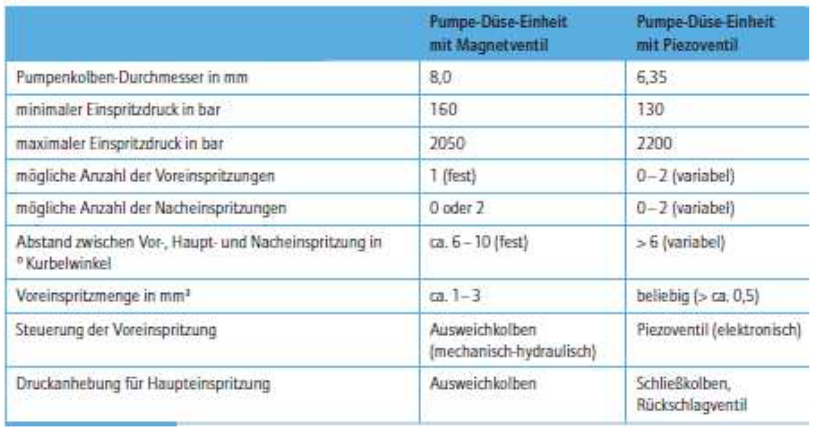 Pumpe-Düse-Einheit mit Magnetventil
Pumpe-Düse-Einheit mit Piezoventil
Pumpenkolben-Durchmesser in mm 8,0 6,35
minimaler Einspritzdruck in bar 160 130
maximaler Einspritzdruck in bar 2050 2200
mögliche Anzahl der Voreinspritzungen 1 (fest) 0–2 (variabel)
mögliche Anzahl der Nacheinspritzungen 0 oder 2 0–2 (variabel)
Abstand zwischen Vor-, Haupt- und Nacheinspritzung in
° Kurbelwinkel
ca. 6–10 (fest) > 6 (variabel)
Voreinspritzmenge in mm³ ca. 1–3 beliebig (> ca. 0,5)
Steuerung der Voreinspritzung
Ausweichkolben
(mechanisch-hydraulisch)
Piezoventil (elektronisch)
Druckanhebung für Haupteinspritzung Ausweichkolben
Schließkolben,
Rückschlagventil